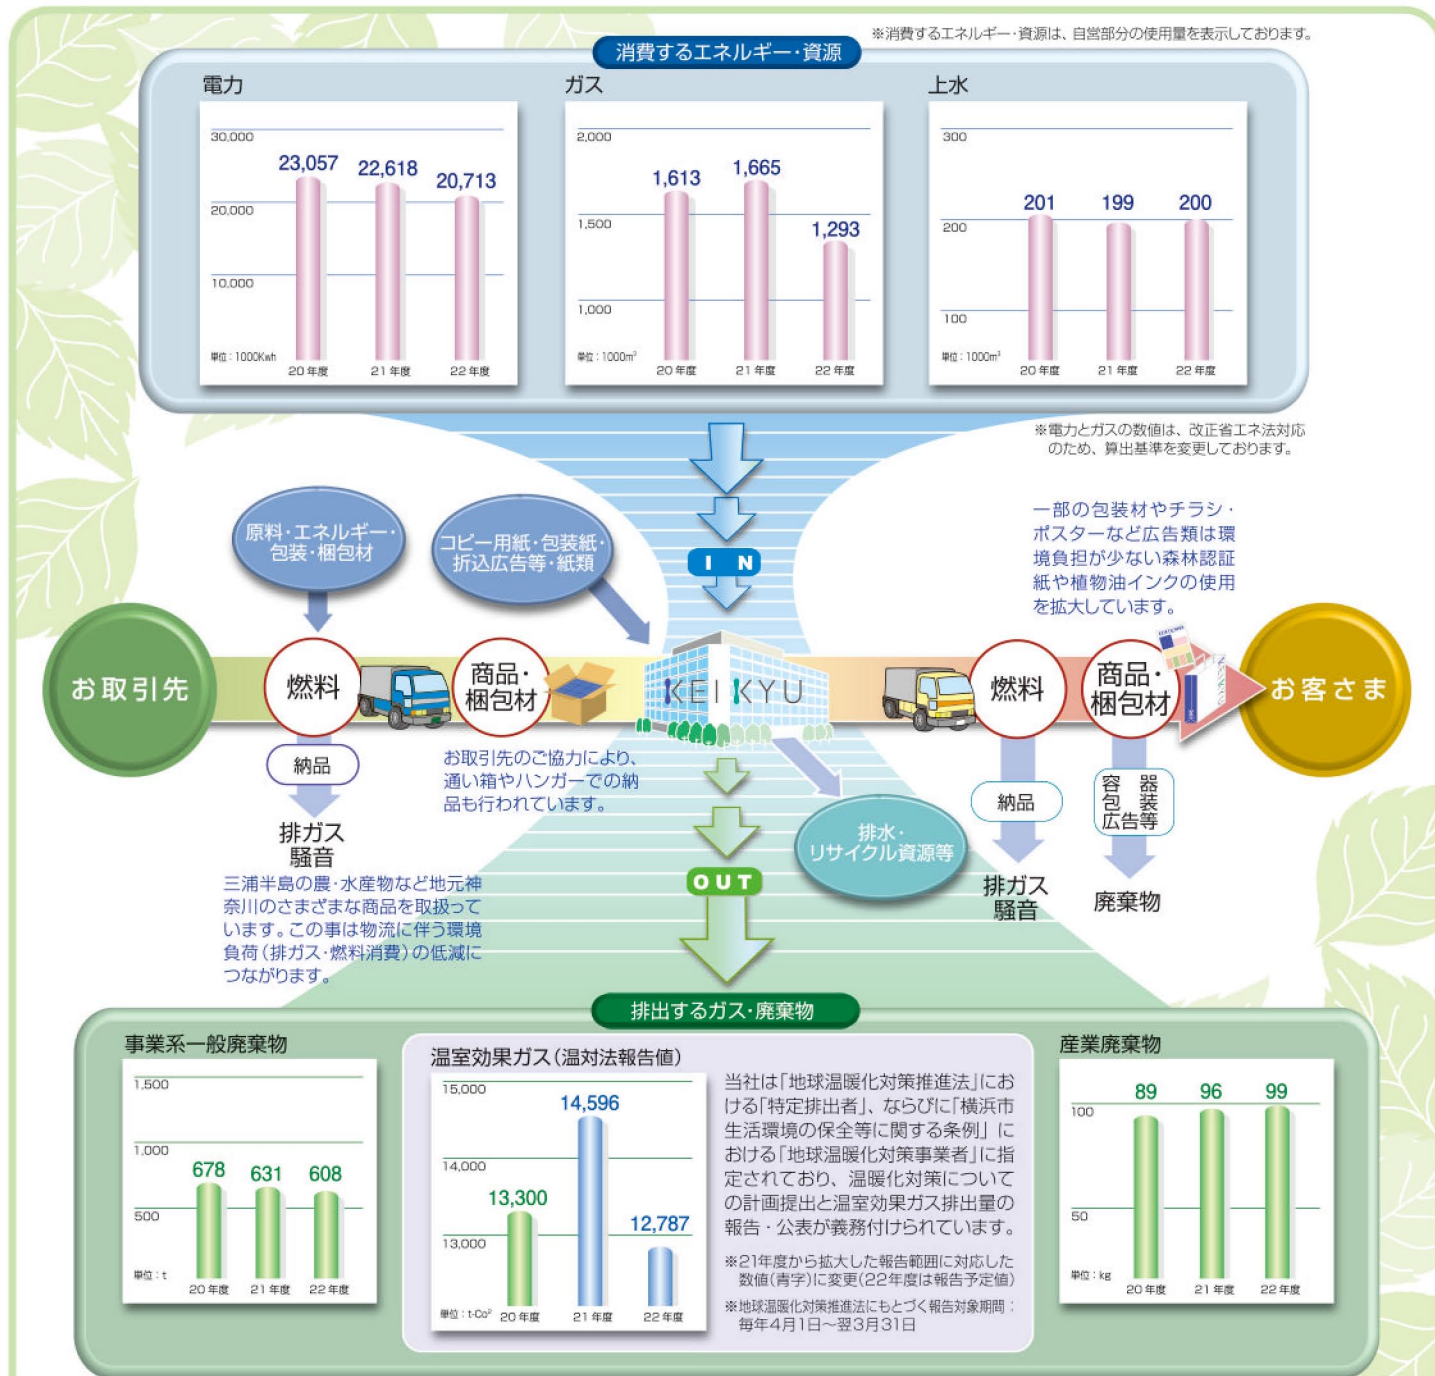 ※消費するエネルギー・資源は、自営部分の使用量を表示しております。
消費するエネルギー・資源
電力
30,000
20,000
10,000
23,057
22,618
20,713
単位:1000Kwh
20年度
21年度
22年度
ガス
2,000
1,500
1,000
1,613
1,665
1,293
単位:1000m³
20年度
21年度
22年度
上水
300
200
100
201
199
200
単位:1000m³
20年度
21年度
22年度
※電力とガスの数値は、改正省エネ法対応
のため、算出基準を変更しております。
原料・エネルギー・
包装・梱包材
コピー用紙・包装紙・
折込広告等・紙類
IN
一部の包装材やチラシ・
ポスターなど広告類は環
境負担が少ない森林認証
紙や植物油インクの使用
を拡大しています。
お取引先
燃料
商品・
梱包材
KEIKYU
燃料
商品・
梱包材
お客さま
納品
排ガス
騒音
お取引先のご協力により、
通い箱やハンガーでの納
品も行われています。
三浦半島の農・水産物など地元神
奈川のさまざまな商品を取扱って
います。この事は物流に伴う環境
負荷(排ガス・燃料消費)の低減に
つながります。
OUT
排水・
リサイクル資源等
納品
排ガス
騒音
容器
包装
広告等
廃棄物
排出するガス・廃棄物
事業系一般廃棄物
1,500
1,000
500
678
631
608
単位:t
20年度
21年度
22年度
温室効果ガス(温対法報告値)
15,000
14,000
13,000
13,300
14,596
12,787
単位:t-Co²
20年度
21年度
22年度
当社は「地球温暖化対策推進法」にお
ける「特定排出者」、ならびに「横浜市
生活環境の保全等に関する条例」に
おける「地球温暖化対策事業者」に指
定されており、温暖化対策について
の計画提出と温室効果ガス排出量の
報告・公表が義務付けられています。
※21年度から拡大した報告範囲に対応した
数値(青字)に変更(22年度は報告予定値)
※地球温暖化対策推進法にもとづく報告対象期間:
毎年4月1日~翌3月31日
産業廃棄物
100
50
89
96
99
単位:kg
20年度
21年度
22年度